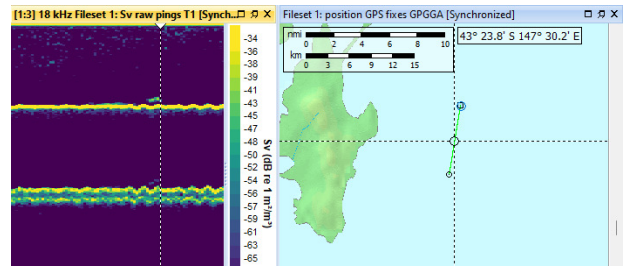 [1:3] 18 kHz Fileset 1: Sv raw pings T1 [Synch...
-34
-36
-38
-39
-41
-43
-45
-47
-48
-50
-52
-54
-56
-57
-59
-61
-63
-65
Sv (dB re 1 m²/m³)
Fileset 1: position GPS fixes GPGGA [Synchronized]
nmi
0 2 4 6 8 10
km
0 3 6 9 12 15
43° 23.8' S 147° 30.2' E